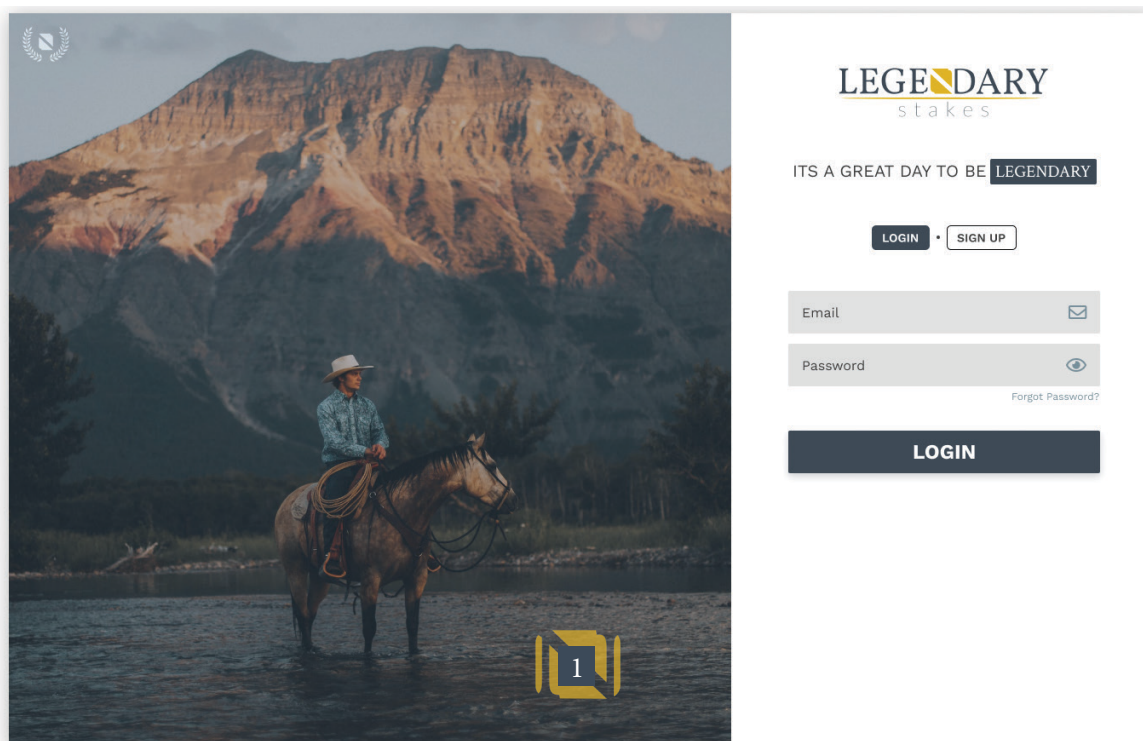 LEGENDARY
stakes
ITS A GREAT DAY TO BE LEGENDARY
LOGIN • SIGN UP
Email
Password
Forgot Password?
LOGIN
1